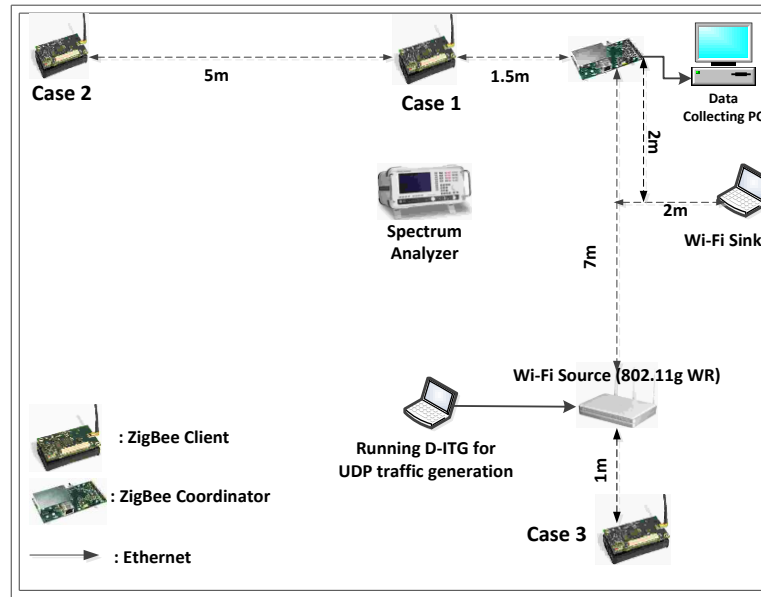 5m
1.5m
Case 2
Case 1
Data
Collecting PC
2m
2m
Wi-Fi Sink
Spectrum
Analyzer
7m
Wi-Fi Source (802.11g WR)
Running D-ITG for
UDP traffic generation
1m
Case 3
: ZigBee Client
: ZigBee Coordinator
: Ethernet